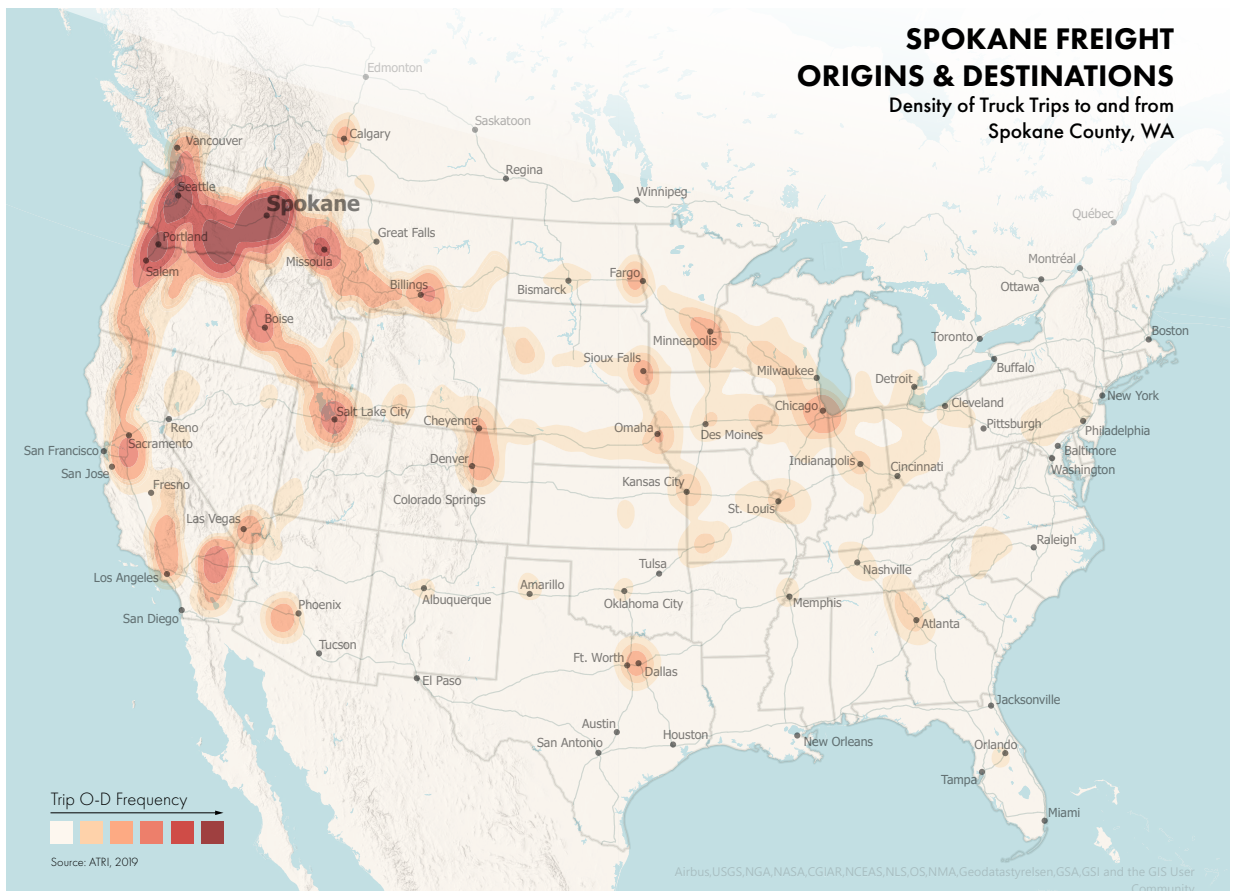 SPOKANE FREIGHT
ORIGINS & DESTINATIONS
Density of Truck Trips to and from
Spokane County, WA
Edmonton
Saskatoon
Calgary
Vancouver
Regina
Seattle
Winnipeg
Spokane
Québec
Great Falls
Portland
Missoula
Salem
Montréal
Fargo
Ottawa
Billings
Bismarck
Boise
Boston
Toronto
Minneapolis
Sioux Falls
Buffalo
Milwaukee
Detroit
New York
Cleveland
Chicago
Salt Lake City
Cheyenne
Reno
Omaha
Des Moines
Pittsburgh
Philadelphia
Sacramento
San Francisco
Baltimore
Denver
Indianapolis
Cincinnati
Washington
San Jose
Fresno
Kansas City
Colorado Springs
St. Louis
Las Vegas
Raleigh
Tulsa
Nashville
Los Angeles
Amarillo
Albuquerque
Oklahoma City
Memphis
Phoenix
San Diego
Atlanta
Tucson
Ft. Worth
Dallas
El Paso
Jacksonville
Austin
Houston
San Antonio
New Orleans
Orlando
Tampa
Trip O-D Frequency
Miami
Source: ATRI, 2019
Airbus,USGS,NGA,NASA,CGIAR,NCEAS,NLS,OS,NMA,Geodatastyrelsen,GSA,GSI and the GIS User
Community